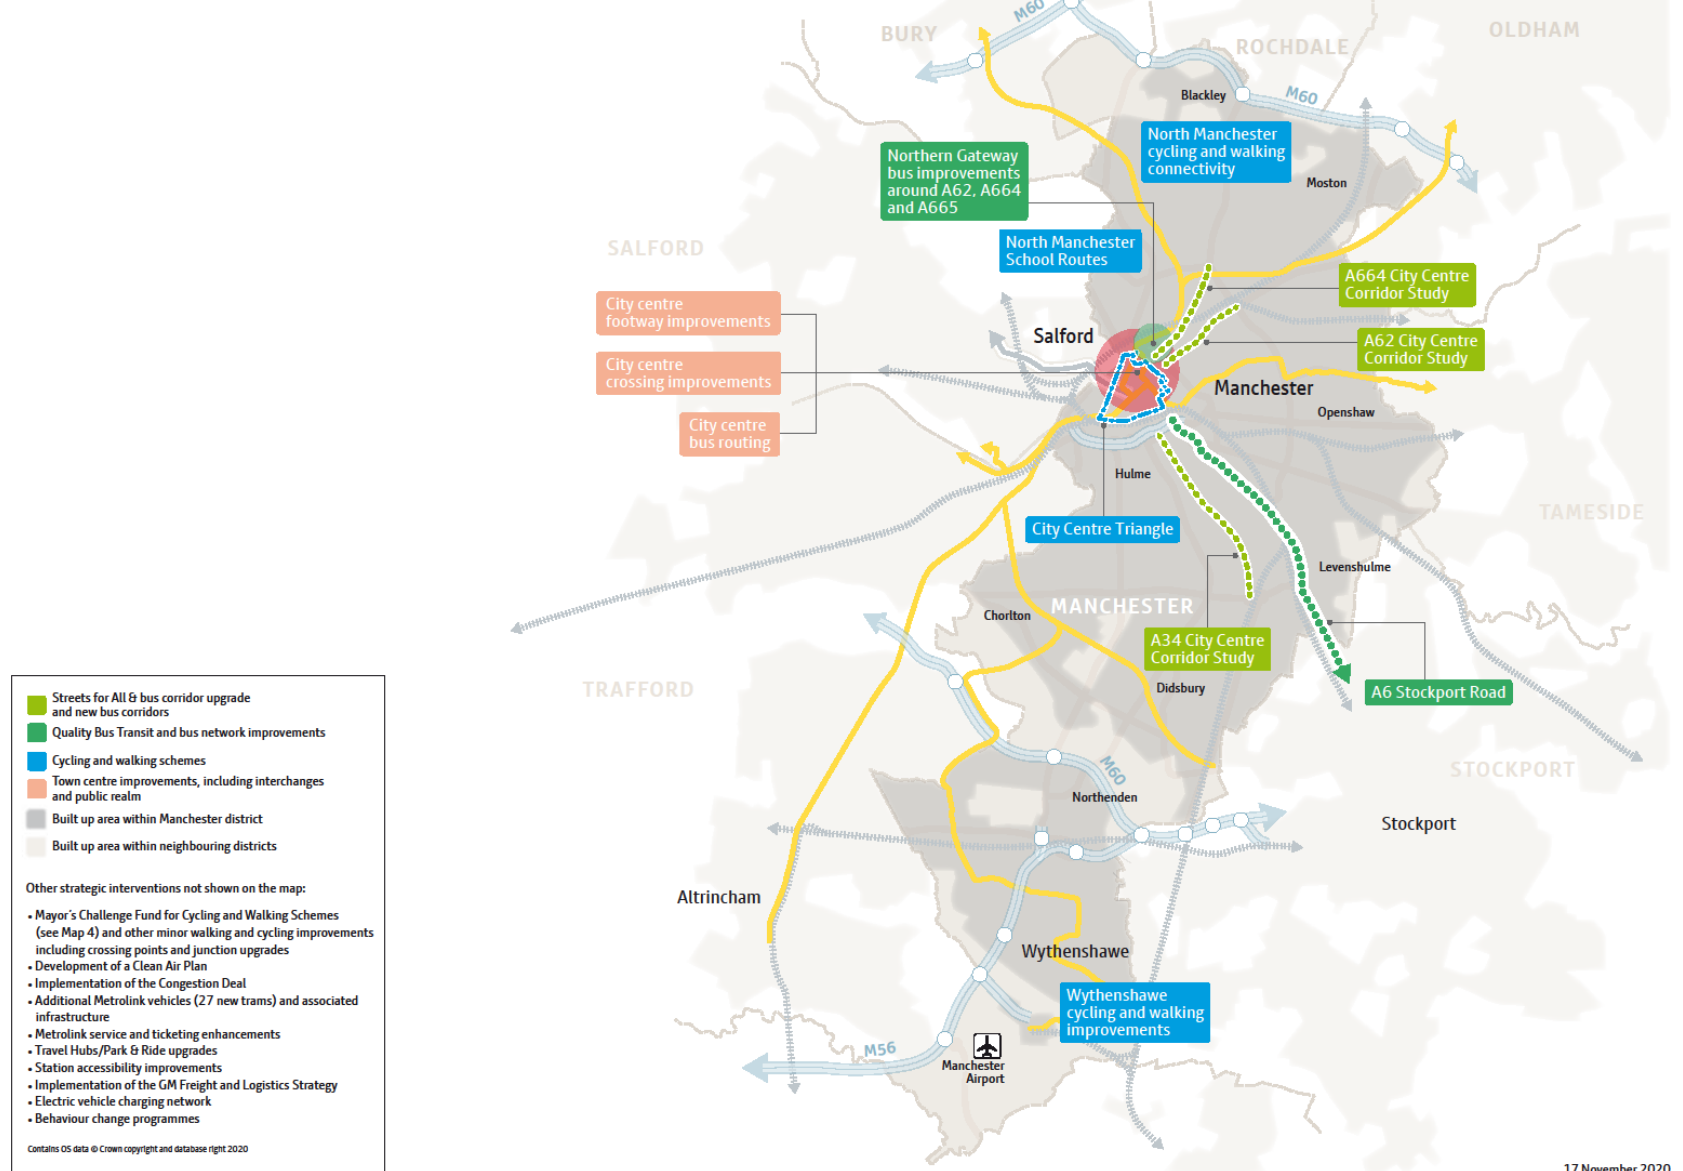 M60
BURY
ROCHDALE
OLDHAM
Blackley
M60
North Manchester
cycling and walking
connectivity
Northern Gateway
bus improvements
around A62, A664
and A665
Moston
North Manchester
School Routes
SALFORD
A664 City Centre
Corridor Study
City centre
footway improvements
Salford
A62 City Centre
Corridor Study
City centre
crossing improvements
Manchester
Openshaw
City centre
bus routing
Hulme
TAMESIDE
City Centre Triangle
Levenshulme
MANCHESTER
Chorlton
A34 City Centre
Corridor Study
TRAFFORD
Didsbury
A6 Stockport Road
M60
STOCKPORT
Northenden
Stockport
Altrincham
Wythenshawe
Wythenshawe
cycling and walking
improvements
M56
Manchester
Airport
Streets for All & bus corridor upgrade
and new bus corridors
Quality Bus Transit and bus network improvements
Cycling and walking schemes
Town centre improvements, including interchanges
and public realm
Built up area within Manchester district
Built up area within neighbouring districts
Other strategic interventions not shown on the map:
• Mayor's Challenge Fund for Cycling and Walking Schemes
(see Map 4) and other minor walking and cycling improvements
including crossing points and junction upgrades
• Development of a Clean Air Plan
• Implementation of the Congestion Deal
• Additional Metrolink vehicles (27 new trams) and associated
infrastructure
• Metrolink service and ticketing enhancements
• Travel Hubs/Park & Ride upgrades
• Station accessibility improvements
• Implementation of the GM Freight and Logistics Strategy
• Electric vehicle charging network
• Behaviour change programmes
Contains OS data © Crown copyright and database right 2020
17 November 2020